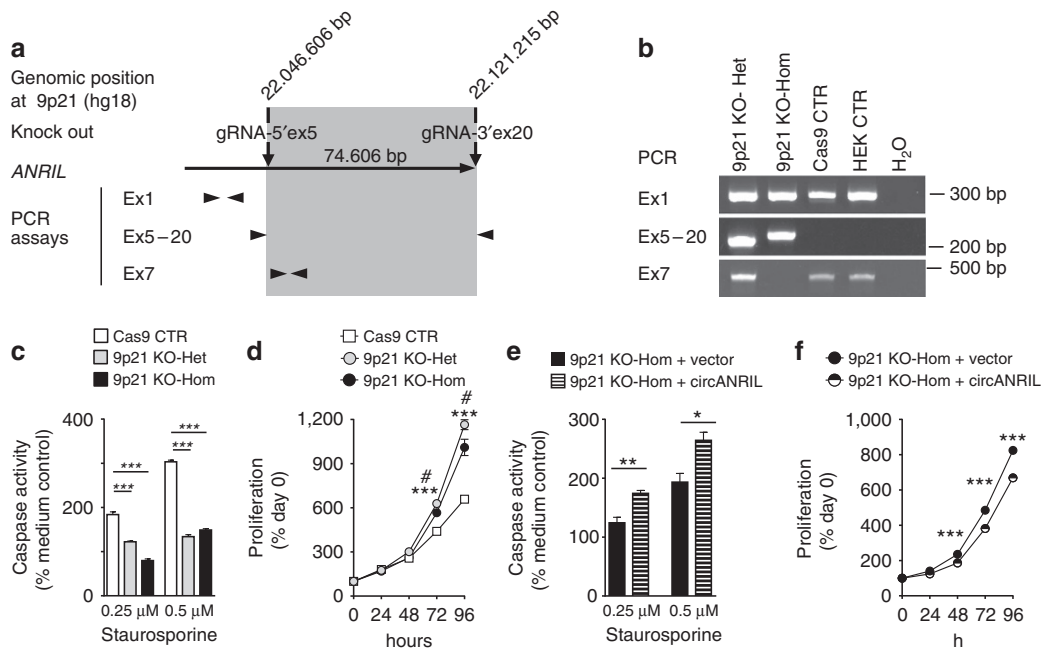 a
Genomic position
at 9p21 (hg18)
22.046.606 bp
22.121.215 bp
Knock out
gRNA-5′ex5
gRNA-3′ex20
74.606 bp
ANRIL
PCR
assays
Ex1
Ex5–20
Ex7
b
PCR
9p21 KO- Het
9p21 KO-Hom
Cas9 CTR
HEK CTR
H2O
Ex1
300 bp
Ex5–20
200 bp
Ex7
500 bp
c
Cas9 CTR
9p21 KO-Het
9p21 KO-Hom
Caspase activity
(% medium control)
400
200
0
***
***
***
***
0.25 µM
0.5 µM
Staurosporine
d
Cas9 CTR
9p21 KO-Het
9p21 KO-Hom
Proliferation
(% day 0)
1,200
900
600
300
0
#
***
#
***
0 24 48 72 96
hours
e
9p21 KO-Hom + vector
9p21 KO-Hom + circANRIL
Caspase activity
(% medium control)
300
200
100
0
**
*
0.25 µM
0.5 µM
Staurosporine
f
9p21 KO-Hom + vector
9p21 KO-Hom + circANRIL
Proliferation
(% day 0)
1,000
800
600
400
200
0
***
***
***
0 24 48 72 96
h